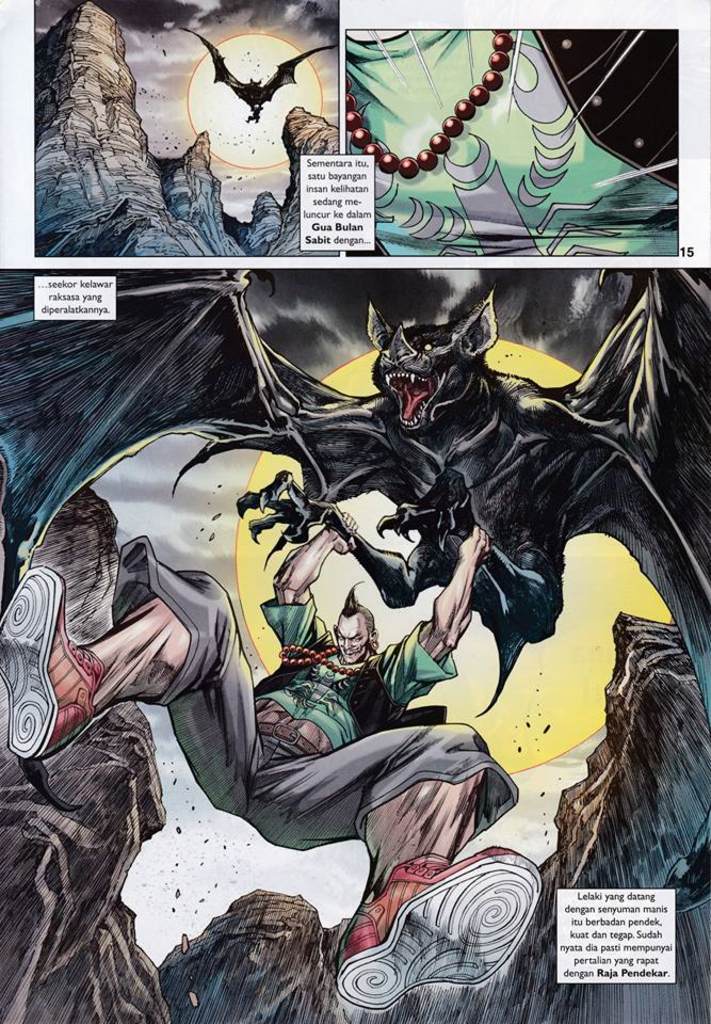 Sementara itu,
satu bayangan
insan kelihatan
sedang me-
luncur ke dalam
Gua Bulan
Sabit dengan...
15
...seekor kelawar
raksasa yang
diperalatkannya.
Lelaki yang datang
dengan senyuman manis
itu berbadan pendek,
kuat dan tegap. Sudah
nyata dia pasti mempunyai
pertalian yang rapat
dengan Raja Pendekar.